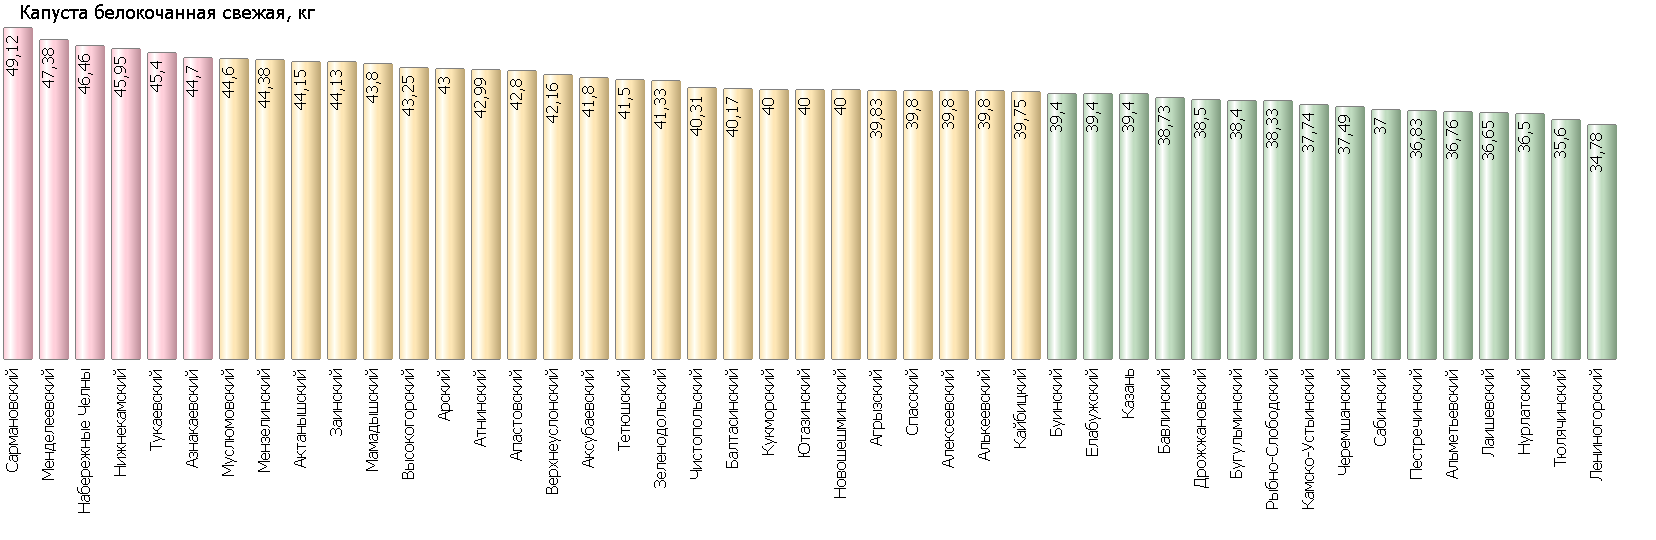 Капуста белокочанная свежая, кг
49,12
47,38
46,46
45,95
45,4
44,7
44,6
44,38
44,15
44,13
43,8
43,25
43
42,99
42,8
42,16
41,8
41,5
41,33
40,31
40,17
40
40
40
39,83
39,8
39,8
39,8
39,75
39,4
39,4
39,4
38,73
38,5
38,4
38,33
37,74
37,49
37
36,83
36,76
36,65
36,5
35,6
34,78
Сармановский
Менделеевский
Набережные Челны
Нижнекамский
Тукаевский
Азнакаевский
Муслюмовский
Мензелинский
Актанышский
Заинский
Мамадышский
Высокогорский
Арский
Атнинский
Апастовский
Верхнеуслонский
Аксубаевский
Тетюшский
Зеленодольский
Чистопольский
Балтасинский
Кукморский
Ютазинский
Новошешминский
Агрызский
Спасский
Алексеевский
Алькеевский
Кайбицкий
Буинский
Елабужский
Казань
Бавлинский
Дрожжановский
Бугульминский
Рыбно-Слободский
Камско-Устьинский
Черемшанский
Сабинский
Пестречинский
Альметьевский
Лаишевский
Нурлатский
Тюлячинский
Лениногорский